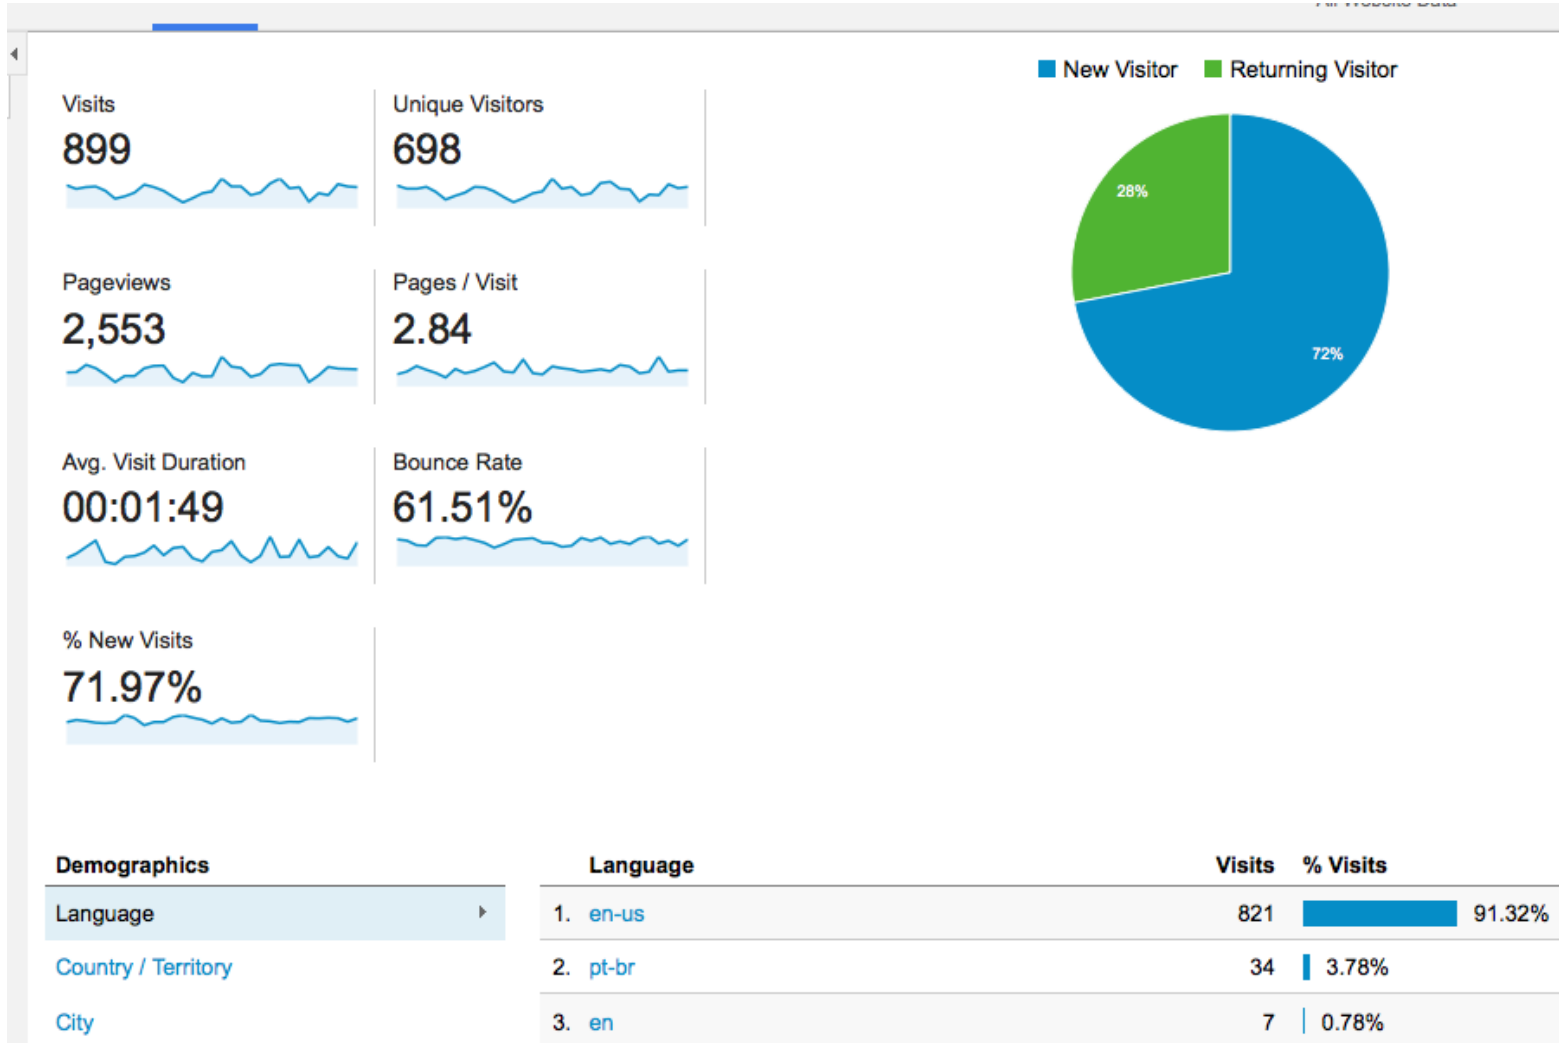 All Website Data
New Visitor Returning Visitor
Visits
899
Unique Visitors
698
28%
72%
Pageviews
2,553
Pages / Visit
2.84
Avg. Visit Duration
00:01:49
Bounce Rate
61.51%
% New Visits
71.97%
Demographics
Language
Country / Territory
City
Language Visits % Visits
1. en-us 821 91.32%
2. pt-br 34 3.78%
3. en 7 0.78%